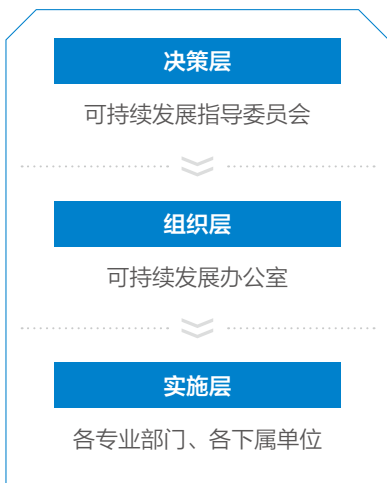 决策层
可持续发展指导委员会
组织层
可持续发展办公室
实施层
各专业部门、各下属单位